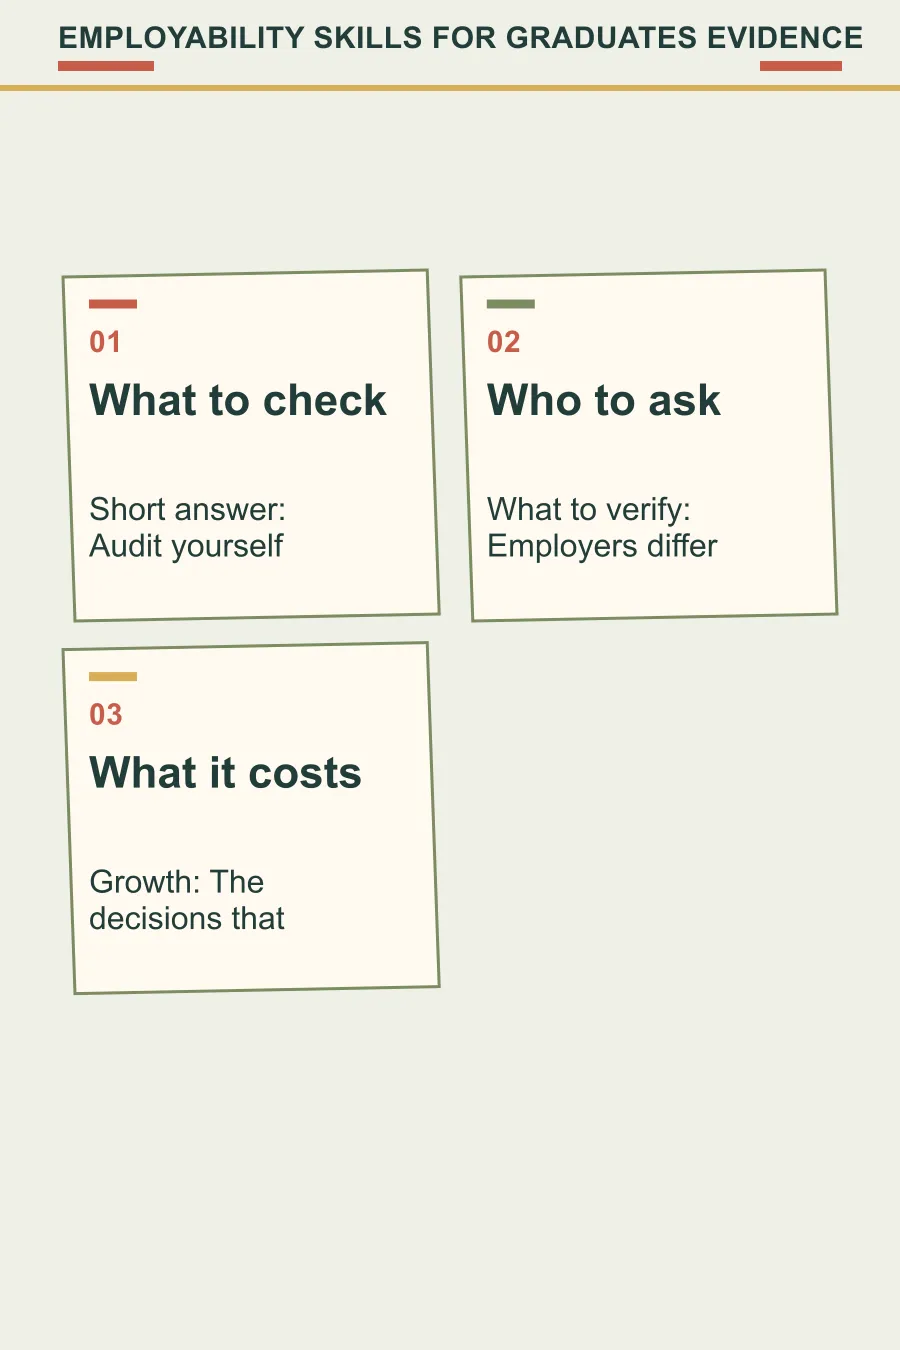 EMPLOYABILITY SKILLS FOR GRADUATES EVIDENCE
01
What to check
Short answer:
Audit yourself
02
Who to ask
What to verify:
Employers differ
03
What it costs
Growth: The
decisions that